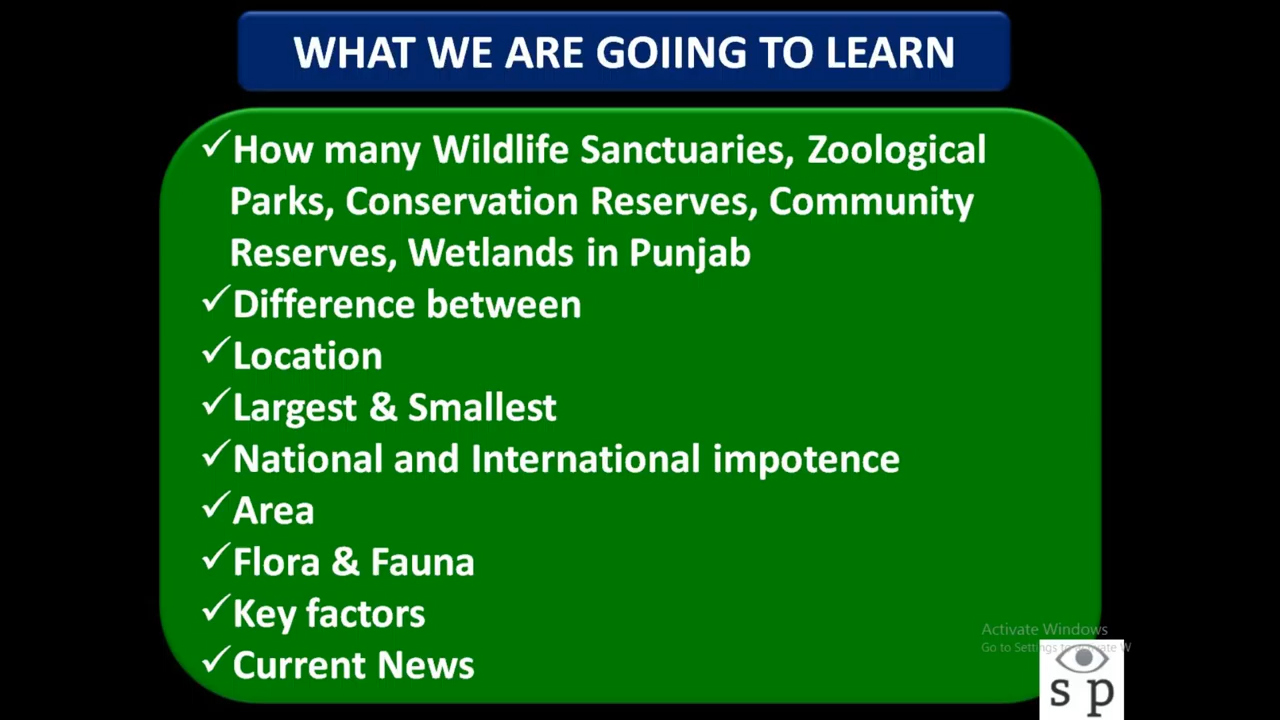 WHAT WE ARE GOIING TO LEARN
✓How many Wildlife Sanctuaries, Zoological
Parks, Conservation Reserves, Community
Reserves, Wetlands in Punjab
✓Difference between
✓Location
✓Largest & Smallest
✓National and International impotence
✓Area
✓Flora & Fauna
✓Key factors
✓Current News
Activate Windows
Go to Settings to activate W
s p